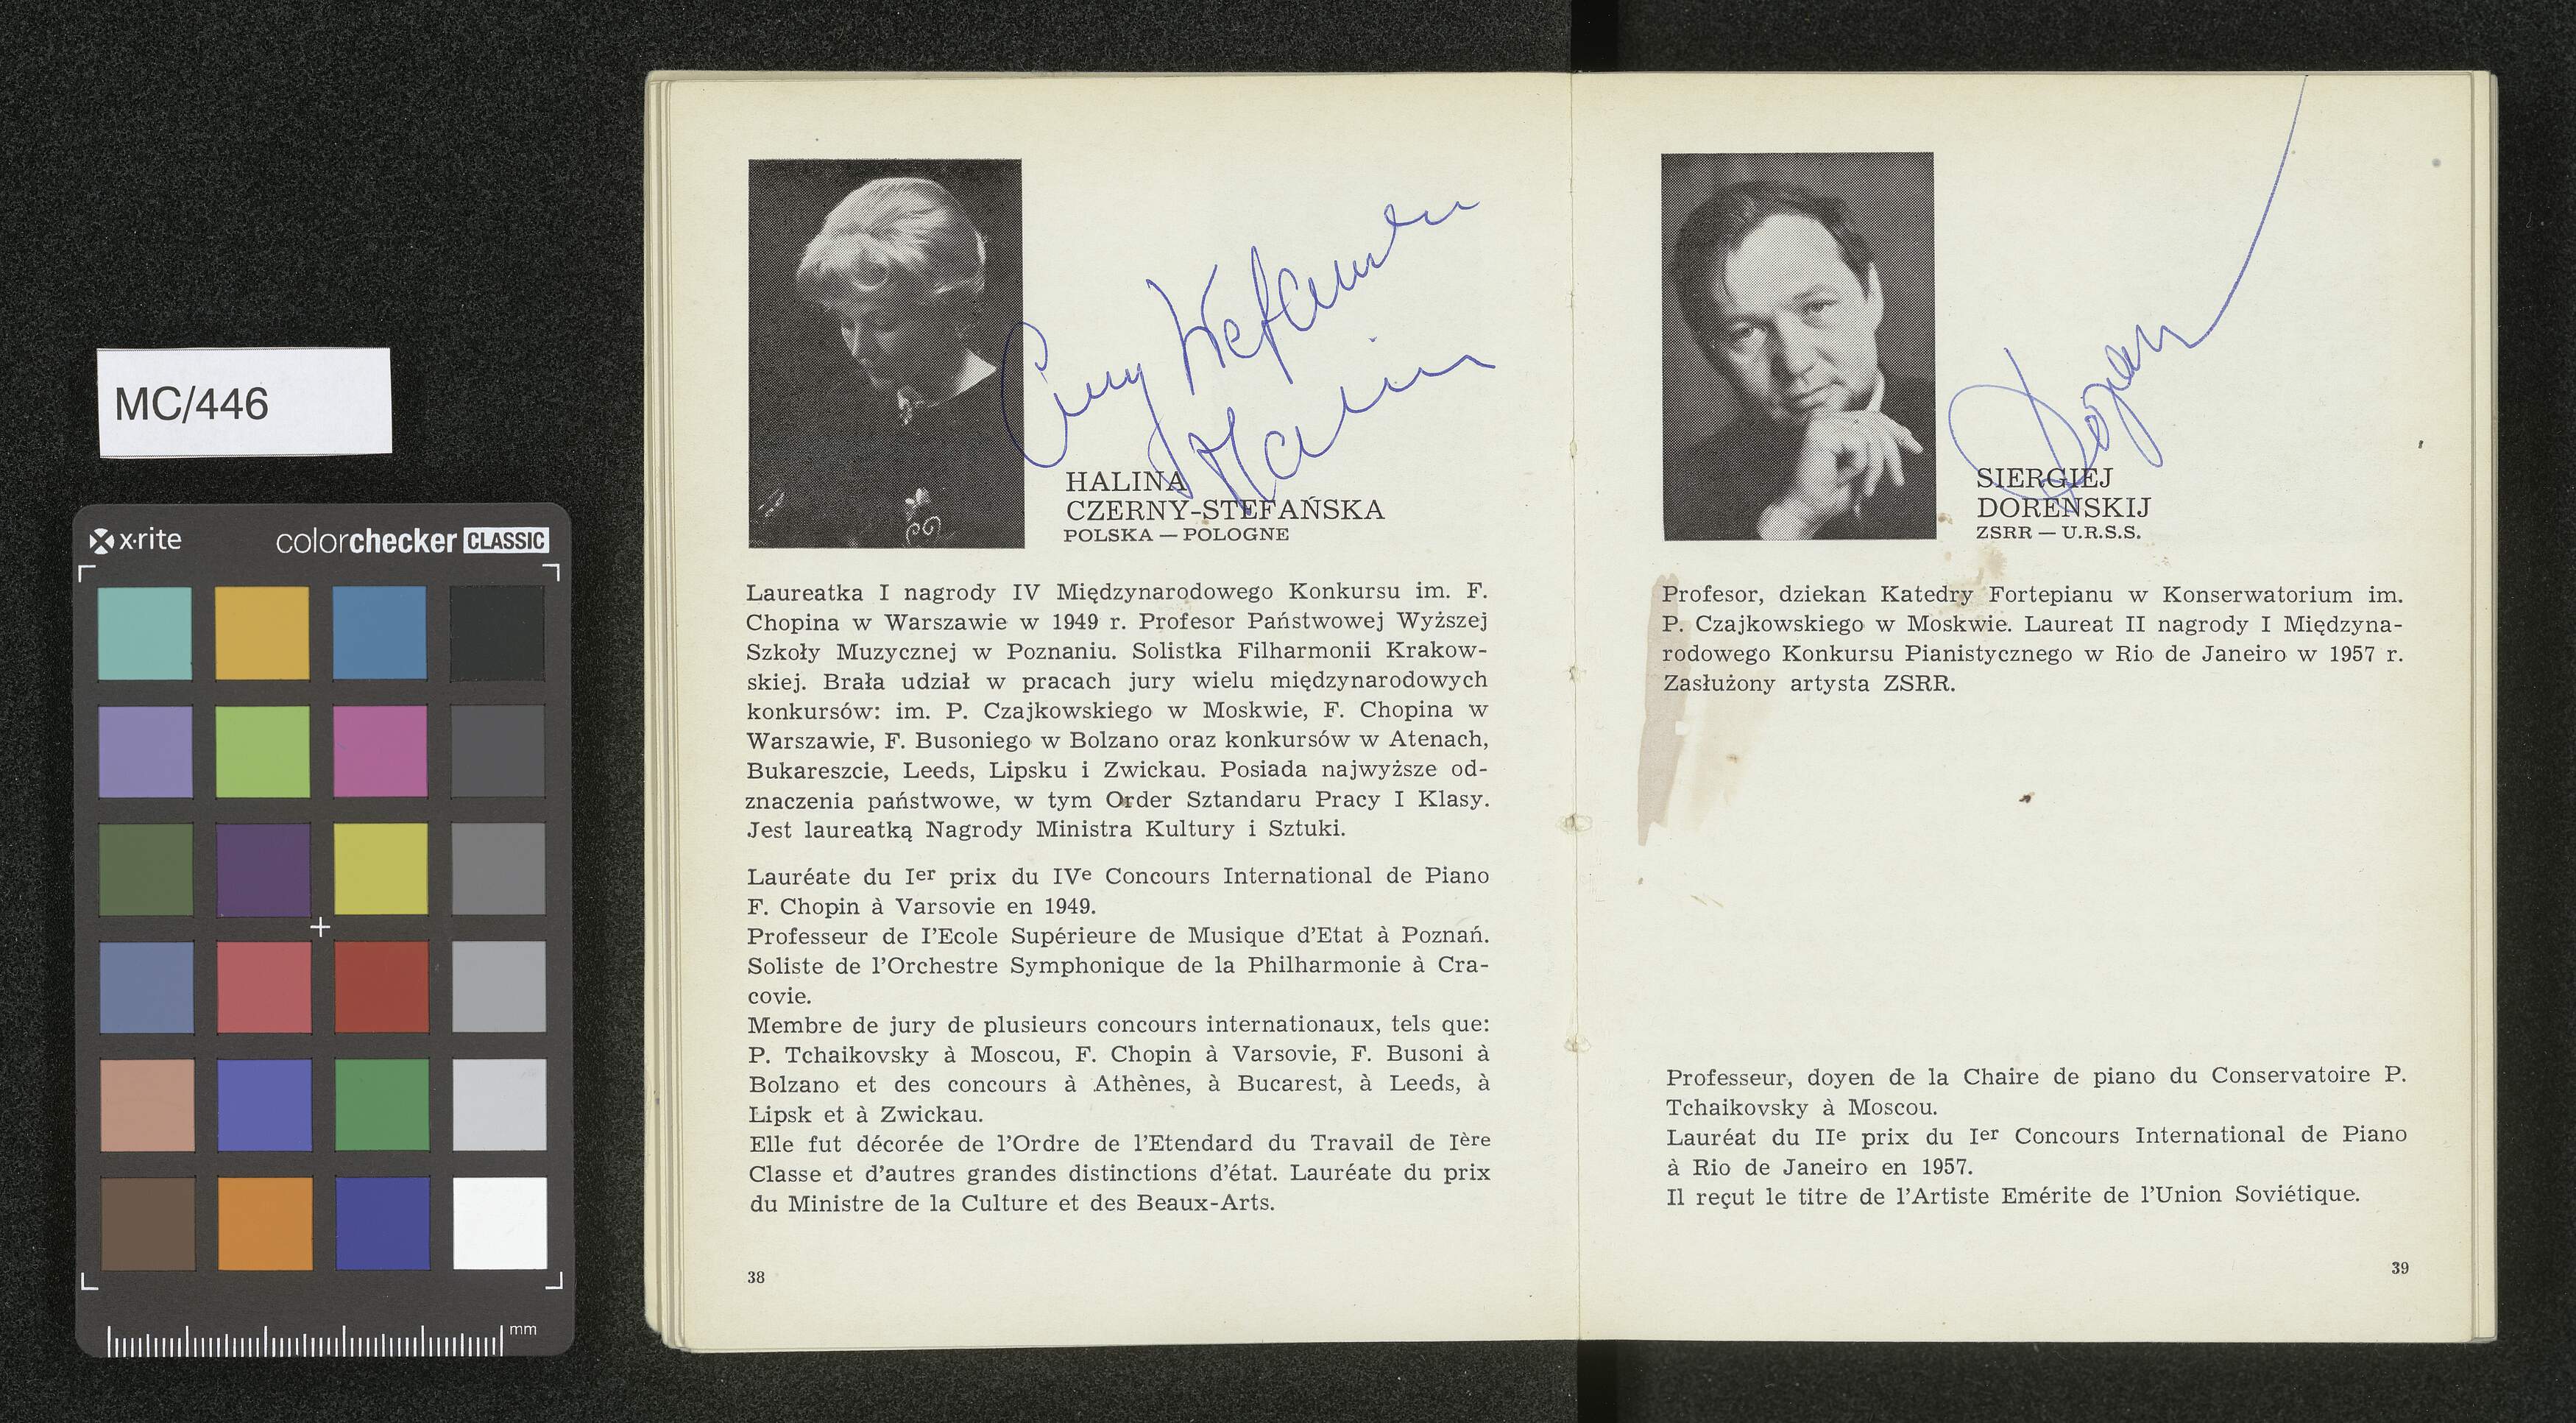 MC/446
x·rite
colorchecker CLASSIC
mm
Czerny Stefańska
Halina
HALINA
CZERNY-STEFAŃSKA
POLSKA — POLOGNE
Laureatka I nagrody IV Międzynarodowego Konkursu im. F.
Chopina w Warszawie w 1949 r. Profesor Państwowej Wyższej
Szkoły Muzycznej w Poznaniu. Solistka Filharmonii Krakow-
skiej. Brała udział w pracach jury wielu międzynarodowych
konkursów: im. P. Czajkowskiego w Moskwie, F. Chopina w
Warszawie, F. Busoniego w Bolzano oraz konkursów w Atenach,
Bukareszcie, Leeds, Lipsku i Zwickau. Posiada najwyższe od-
znaczenia państwowe, w tym Order Sztandaru Pracy I Klasy.
Jest laureatką Nagrody Ministra Kultury i Sztuki.
Lauréate du Ier prix du IVe Concours International de Piano
F. Chopin à Varsovie en 1949.
Professeur de I'Ecole Supérieure de Musique d'Etat à Poznań.
Soliste de l'Orchestre Symphonique de la Philharmonie à Cra-
covie.
Membre de jury de plusieurs concours internationaux, tels que:
P. Tchaikovsky à Moscou, F. Chopin à Varsovie, F. Busoni à
Bolzano et des concours à Athènes, à Bucarest, à Leeds, à
Lipsk et à Zwickau.
Elle fut décorée de l'Ordre de l'Etendard du Travail de Ière
Classe et d'autres grandes distinctions d'état. Lauréate du prix
du Ministre de la Culture et des Beaux-Arts.
38
SIERGIEJ
DORENSKIJ
ZSRR — U.R.S.S.
Profesor, dziekan Katedry Fortepianu w Konserwatorium im.
P. Czajkowskiego w Moskwie. Laureat II nagrody I Międzyna-
rodowego Konkursu Pianistycznego w Rio de Janeiro w 1957 r.
Zasłużony artysta ZSRR.
Professeur, doyen de la Chaire de piano du Conservatoire P.
Tchaikovsky à Moscou.
Lauréat du IIe prix du Ier Concours International de Piano
à Rio de Janeiro en 1957.
Il reçut le titre de l'Artiste Emérite de l'Union Soviétique.
39